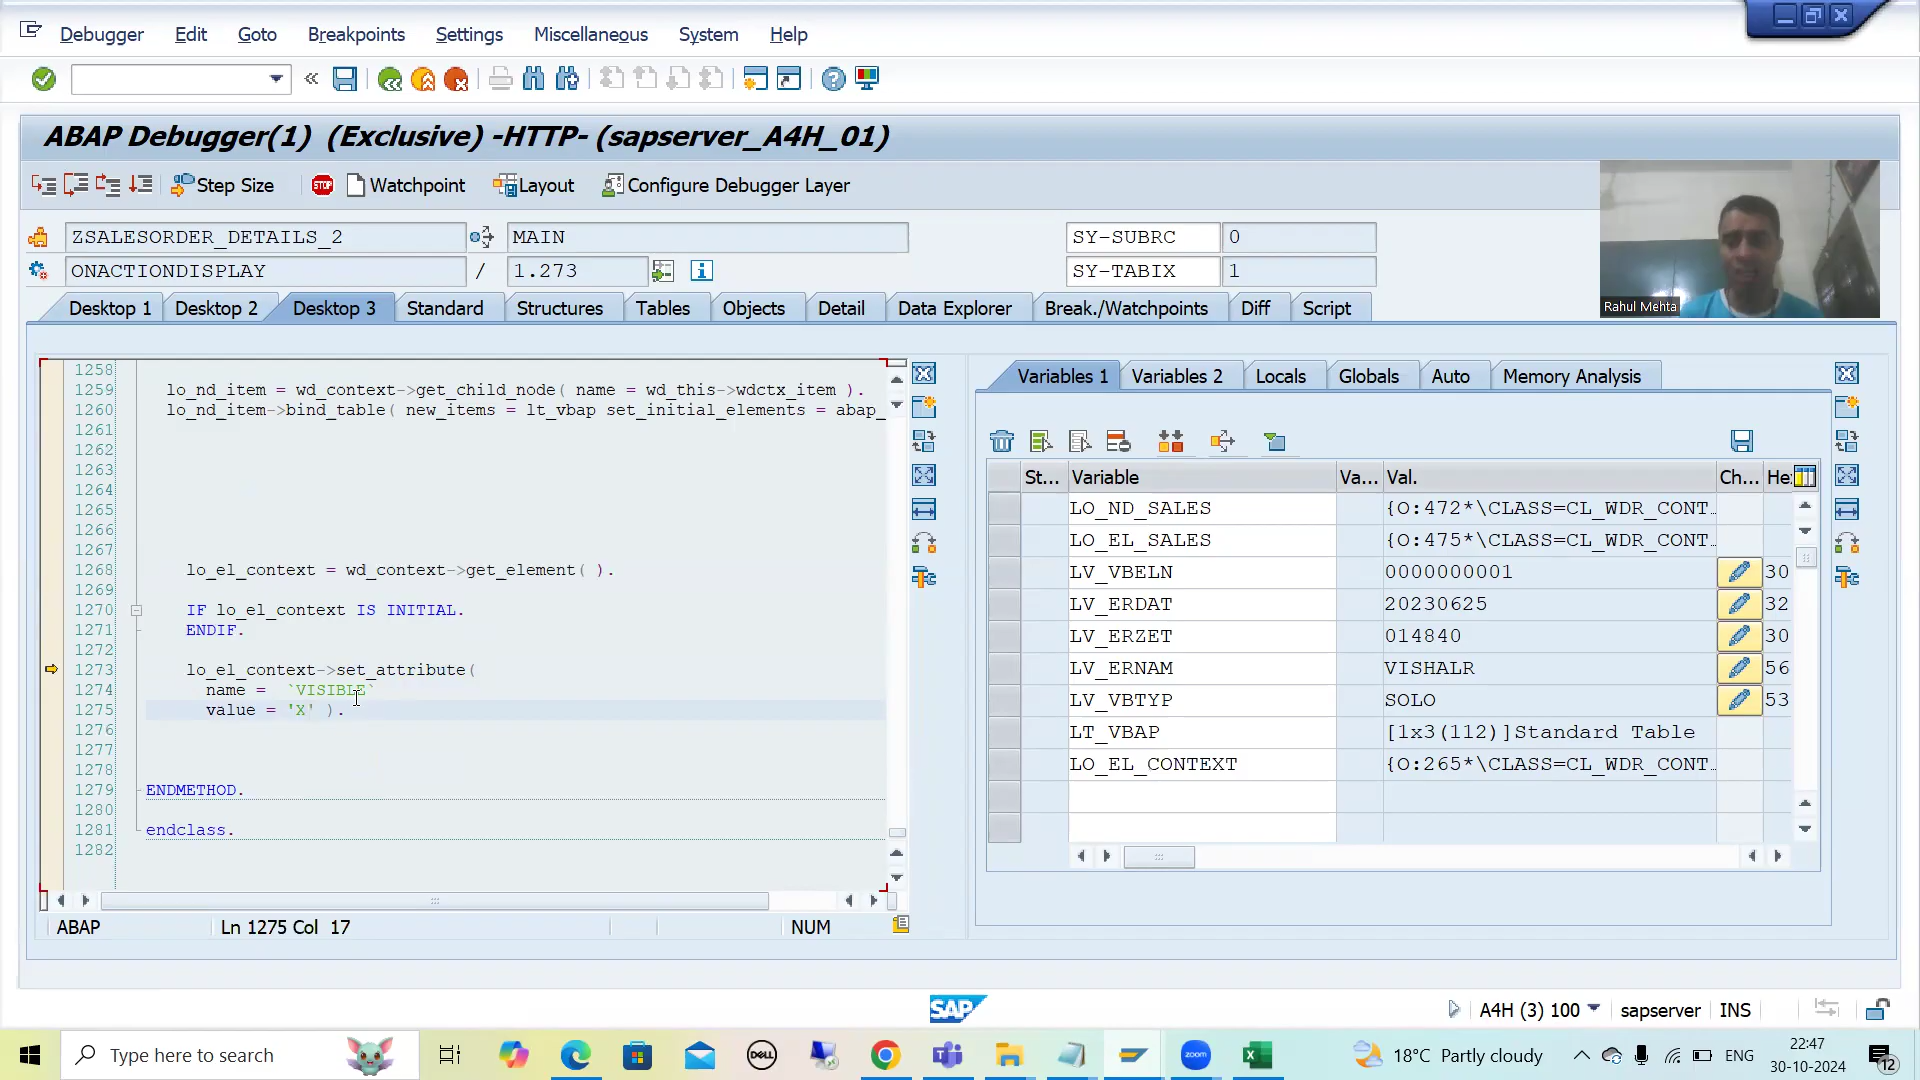 Debugger Edit Goto Breakpoints Settings Miscellaneous System Help
ABAP Debugger(1) (Exclusive) -HTTP- (sapserver_A4H_01)
Step Size STOP Watchpoint Layout Configure Debugger Layer
ZSALESORDER_DETAILS_2 MAIN SY-SUBRC 0
ONACTIONDISPLAY / 1.273 SY-TABIX 1
Rahul Mehta
Desktop 1 Desktop 2 Desktop 3 Standard Structures Tables Objects Detail Data Explorer Break./Watchpoints Diff Script
1258
1259 lo_nd_item = wd_context->get_child_node( name = wd_this->wdctx_item ).
1260 lo_nd_item->bind_table( new_items = lt_vbap set_initial_elements = abap_
1261
1262
1263
1264
1265
1266
1267
1268 lo_el_context = wd_context->get_element( ).
1269
1270 IF lo_el_context IS INITIAL.
1271 ENDIF.
1272
1273 lo_el_context->set_attribute(
1274 name = `VISIBLE`
1275 value = 'X' ).
1276
1277
1278
1279 ENDMETHOD.
1280
1281 endclass.
1282
ABAP Ln 1275 Col 17 NUM
Variables 1 Variables 2 Locals Globals Auto Memory Analysis
St... Variable Va... Val. Ch... He
LO_ND_SALES {O:472*\CLASS=CL_WDR_CONT…
LO_EL_SALES {O:475*\CLASS=CL_WDR_CONT…
LV_VBELN 0000000001 30
LV_ERDAT 20230625 32
LV_ERZET 014840 30
LV_ERNAM VISHALR 56
LV_VBTYP SOLO 53
LT_VBAP [1x3(112)]Standard Table
LO_EL_CONTEXT {O:265*\CLASS=CL_WDR_CONT…
SAP A4H (3) 100 sapserver INS
Type here to search DELL zoom 18°C Partly cloudy ENG 22:47
30-10-2024 12